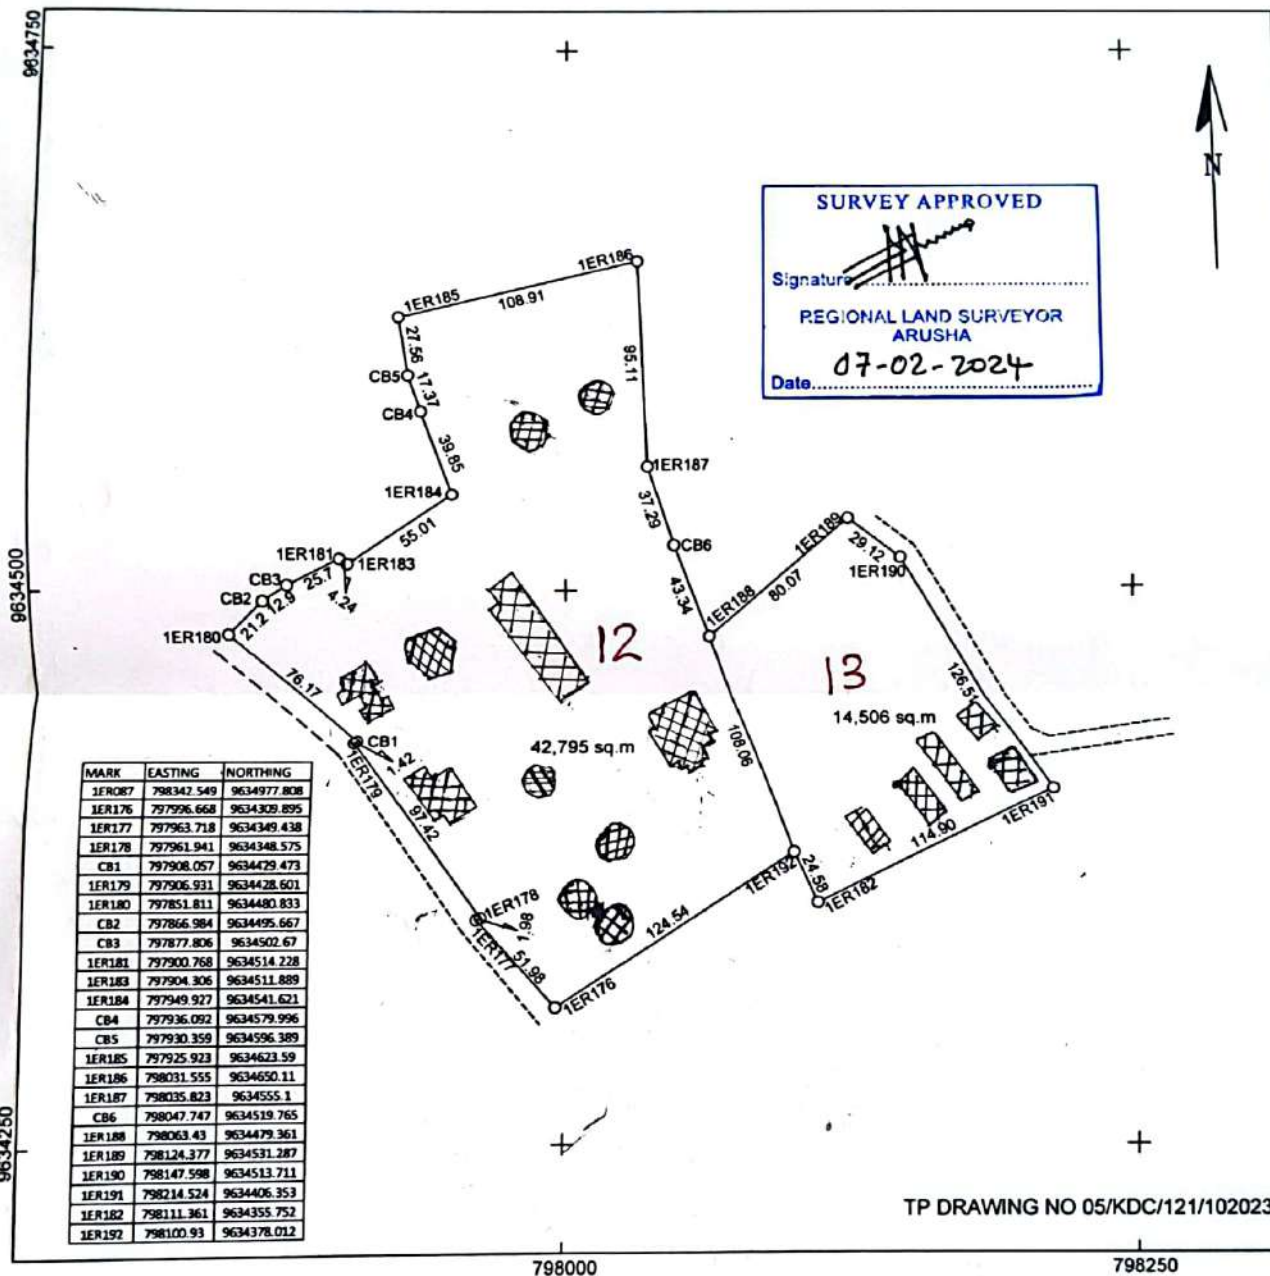 9634750
N
SURVEY APPROVED
Signature
REGIONAL LAND SURVEYOR
ARUSHA
Date 07-02-2024
1ER186
1ER185
108.91
27.56
95.11
CB5
17.37
CB4
39.85
1ER187
1ER184
37.29
55.01
1ER189
29.12
1ER190
CB6
1ER181
1ER183
9634500
CB3
25.7
4.24
CB2
12.9
21.2
43.34
1ER188
80.07
1ER180
12
13
76.17
126.51
14,506 sq.m
42,795 sq.m
108.06
CB1
1.42
1ER179
97.42
1ER191
114.90
1ER192
24.58
1ER182
1ER178
1.98
1ER177
124.54
51.98
1ER176
MARK EASTING NORTHING
1ER087 798342.549 9634977.808
1ER176 797996.668 9634309.895
1ER177 797963.718 9634349.438
1ER178 797961.941 9634348.575
CB1 797908.057 9634429.473
1ER179 797906.931 9634428.601
1ER180 797851.811 9634480.833
CB2 797866.984 9634495.667
CB3 797877.806 9634502.67
1ER181 797900.768 9634514.228
1ER183 797904.306 9634511.889
1ER184 797949.927 9634541.621
CB4 797936.092 9634579.996
CB5 797930.359 9634596.389
1ER185 797925.923 9634623.59
1ER186 798031.555 9634650.11
1ER187 798035.823 9634555.1
CB6 798047.747 9634519.765
1ER188 798063.43 9634479.361
1ER189 798124.377 9634531.287
1ER190 798147.598 9634513.711
1ER191 798214.524 9634406.353
1ER182 798111.361 9634355.752
1ER192 798100.93 9634378.012
9634250
TP DRAWING NO 05/KDC/121/102023
798000
798250